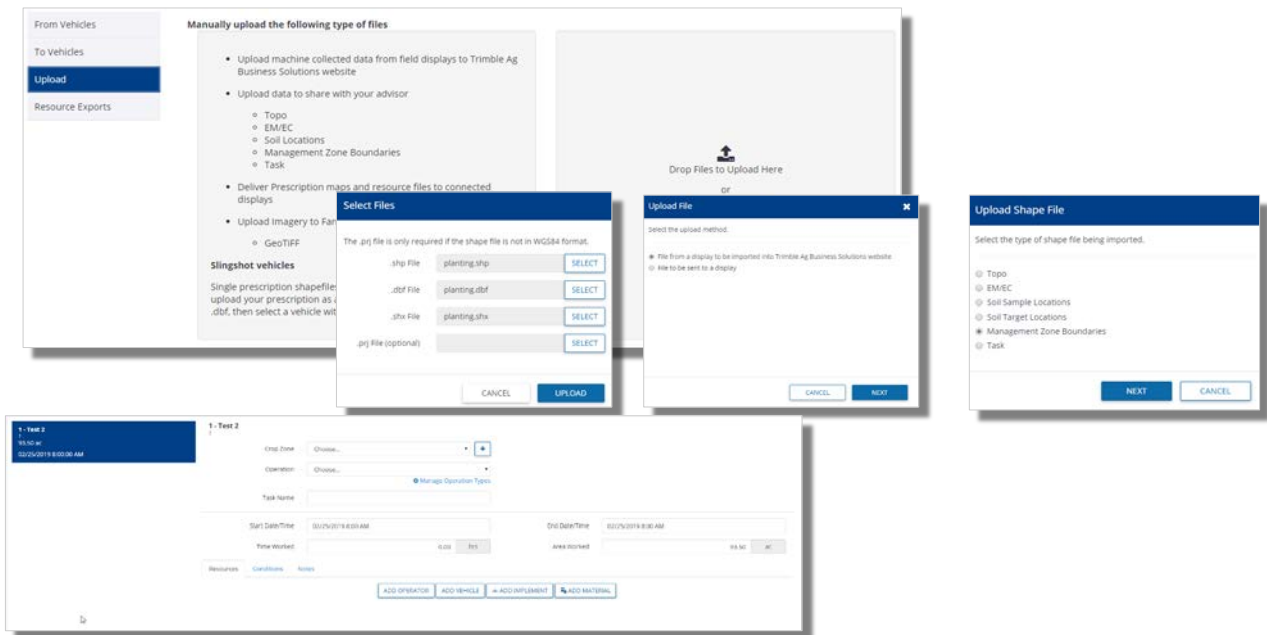 From Vehicles
To Vehicles
Upload
Resource Exports
Manually upload the following type of files
Upload machine collected data from field displays to Trimble Ag
Business Solutions website
Upload data to share with your advisor
Topo
EM/EC
Soil Locations
Management Zone Boundaries
Task
Deliver Prescription maps and resource files to connected
displays
Upload Imagery to Far
GeoTIFF
Slingshot vehicles
Single prescription shapefiles
upload your prescription as a
.dbf, then select a vehicle wit
Drop Files to Upload Here
or
Select Files
The .prj file is only required if the shape file is not in WGS84 format.
.shp File planting.shp SELECT
.dbf File planting.dbf SELECT
.shx File planting.shx SELECT
.prj File (optional) SELECT
CANCEL UPLOAD
Upload File
Select the upload method.
File from a display to be imported into Trimble Ag Business Solutions website
File to be sent to a display
CANCEL NEXT
Upload Shape File
Select the type of shape file being imported.
Topo
EM/EC
Soil Sample Locations
Soil Target Locations
Management Zone Boundaries
Task
NEXT CANCEL
1 - Test 2
93.50 ac
02/25/2019 8:00:00 AM
1 - Test 2
Crop Zone Choose... +
Operation Choose...
Manage Operation Types
Task Name
Start Date/Time 02/25/2019 8:00 AM End Date/Time 02/25/2019 8:00 AM
Time Worked 0.00 hrs Area Worked 93.50 ac
Resources Conditions Notes
ADD OPERATOR ADD VEHICLE ADD IMPLEMENT ADD MATERIAL